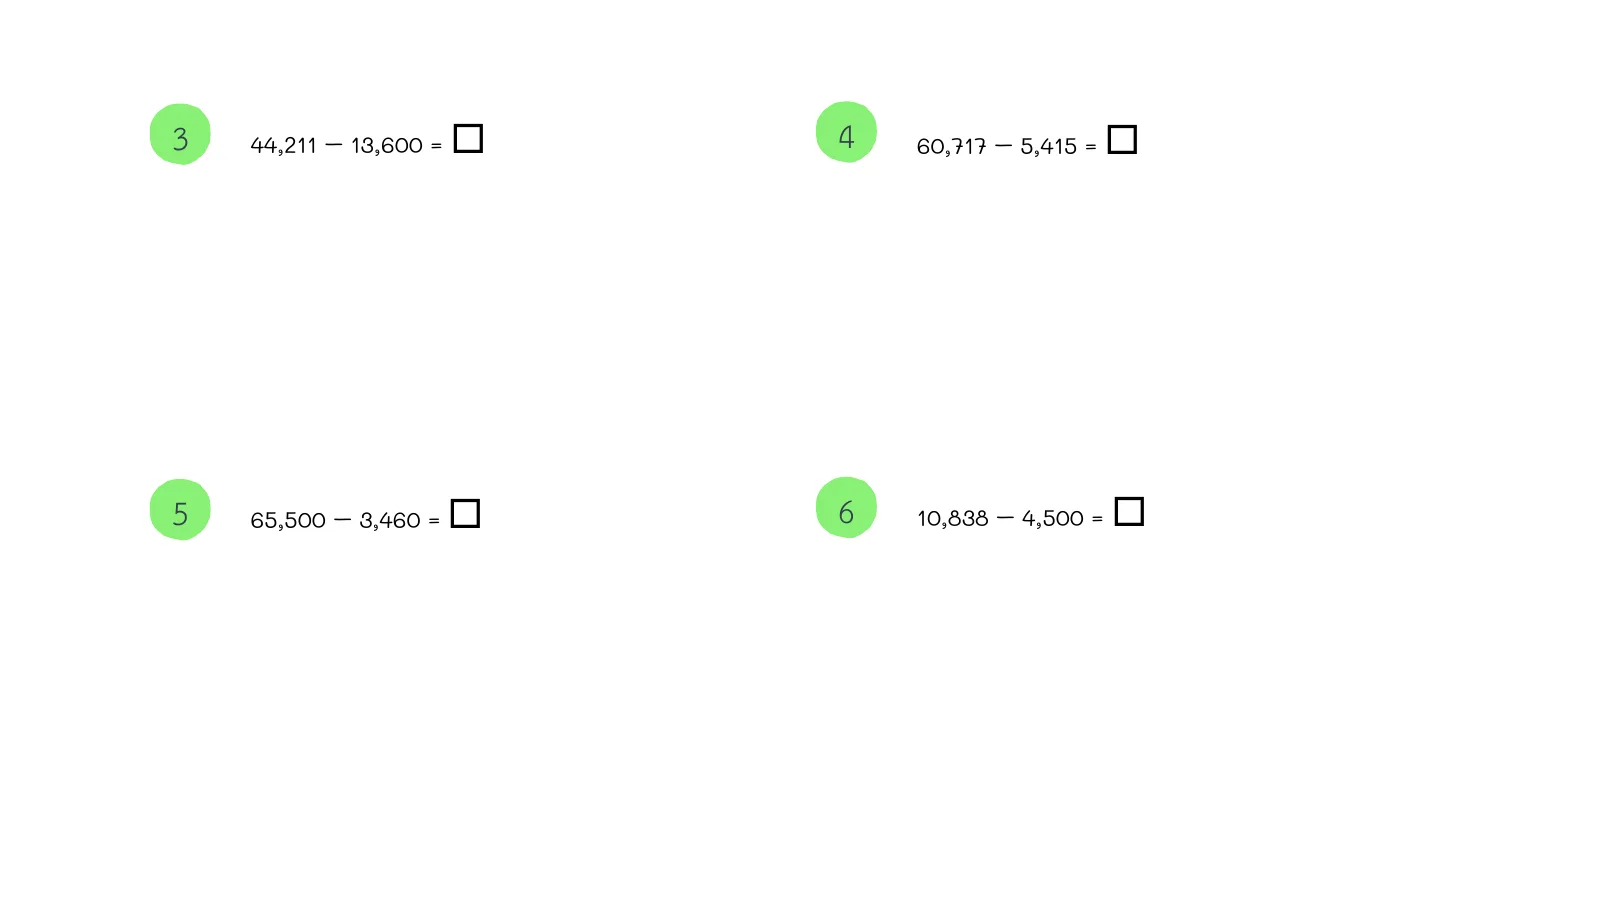 3
44,211 − 13,600 = □
4
60,717 − 5,415 = □
5
65,500 − 3,460 = □
6
10,838 − 4,500 = □